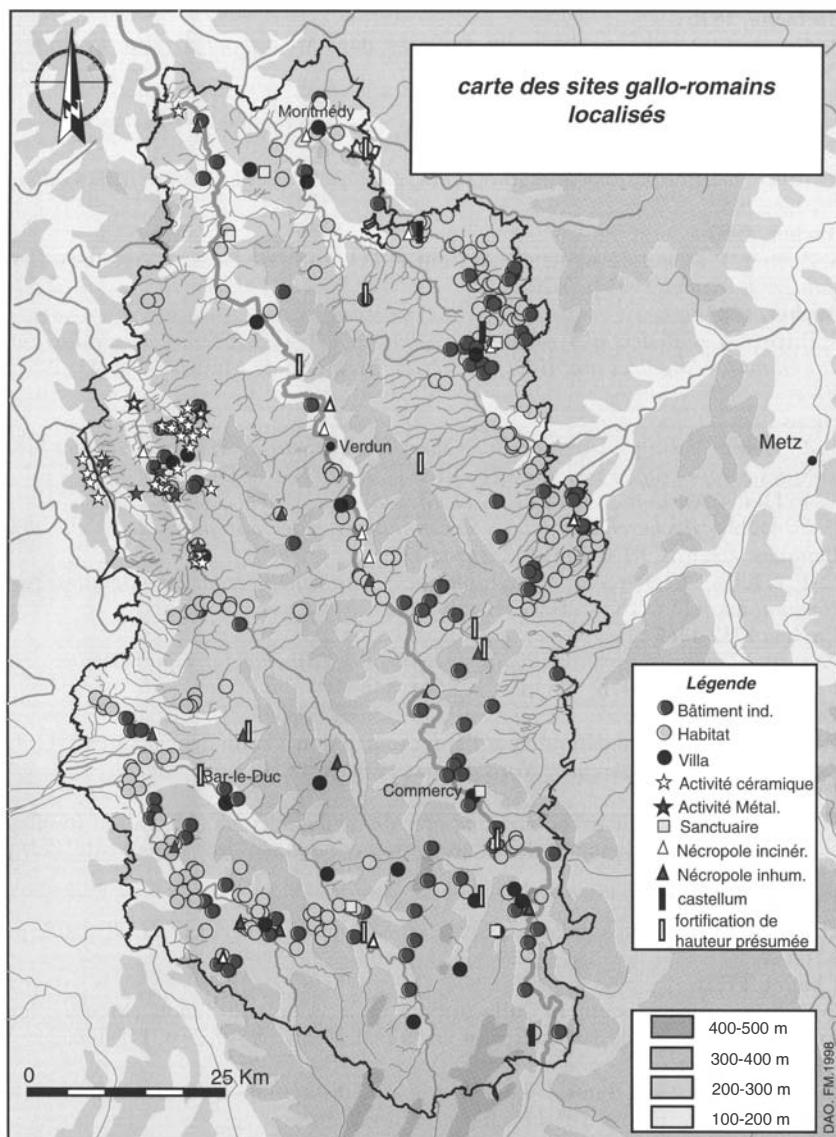 carte des sites gallo-romains
localisés
N
Montmédy
Verdun
Metz
Bar-le-Duc
Commercy
Légende
Bâtiment ind.
Habitat
Villa
Activité céramique
Activité Métal.
Sanctuaire
Nécropole incinér.
Nécropole inhum.
castellum
fortification de
hauteur présumée
400-500 m
300-400 m
200-300 m
100-200 m
0 25 Km
DAO. FM.1998